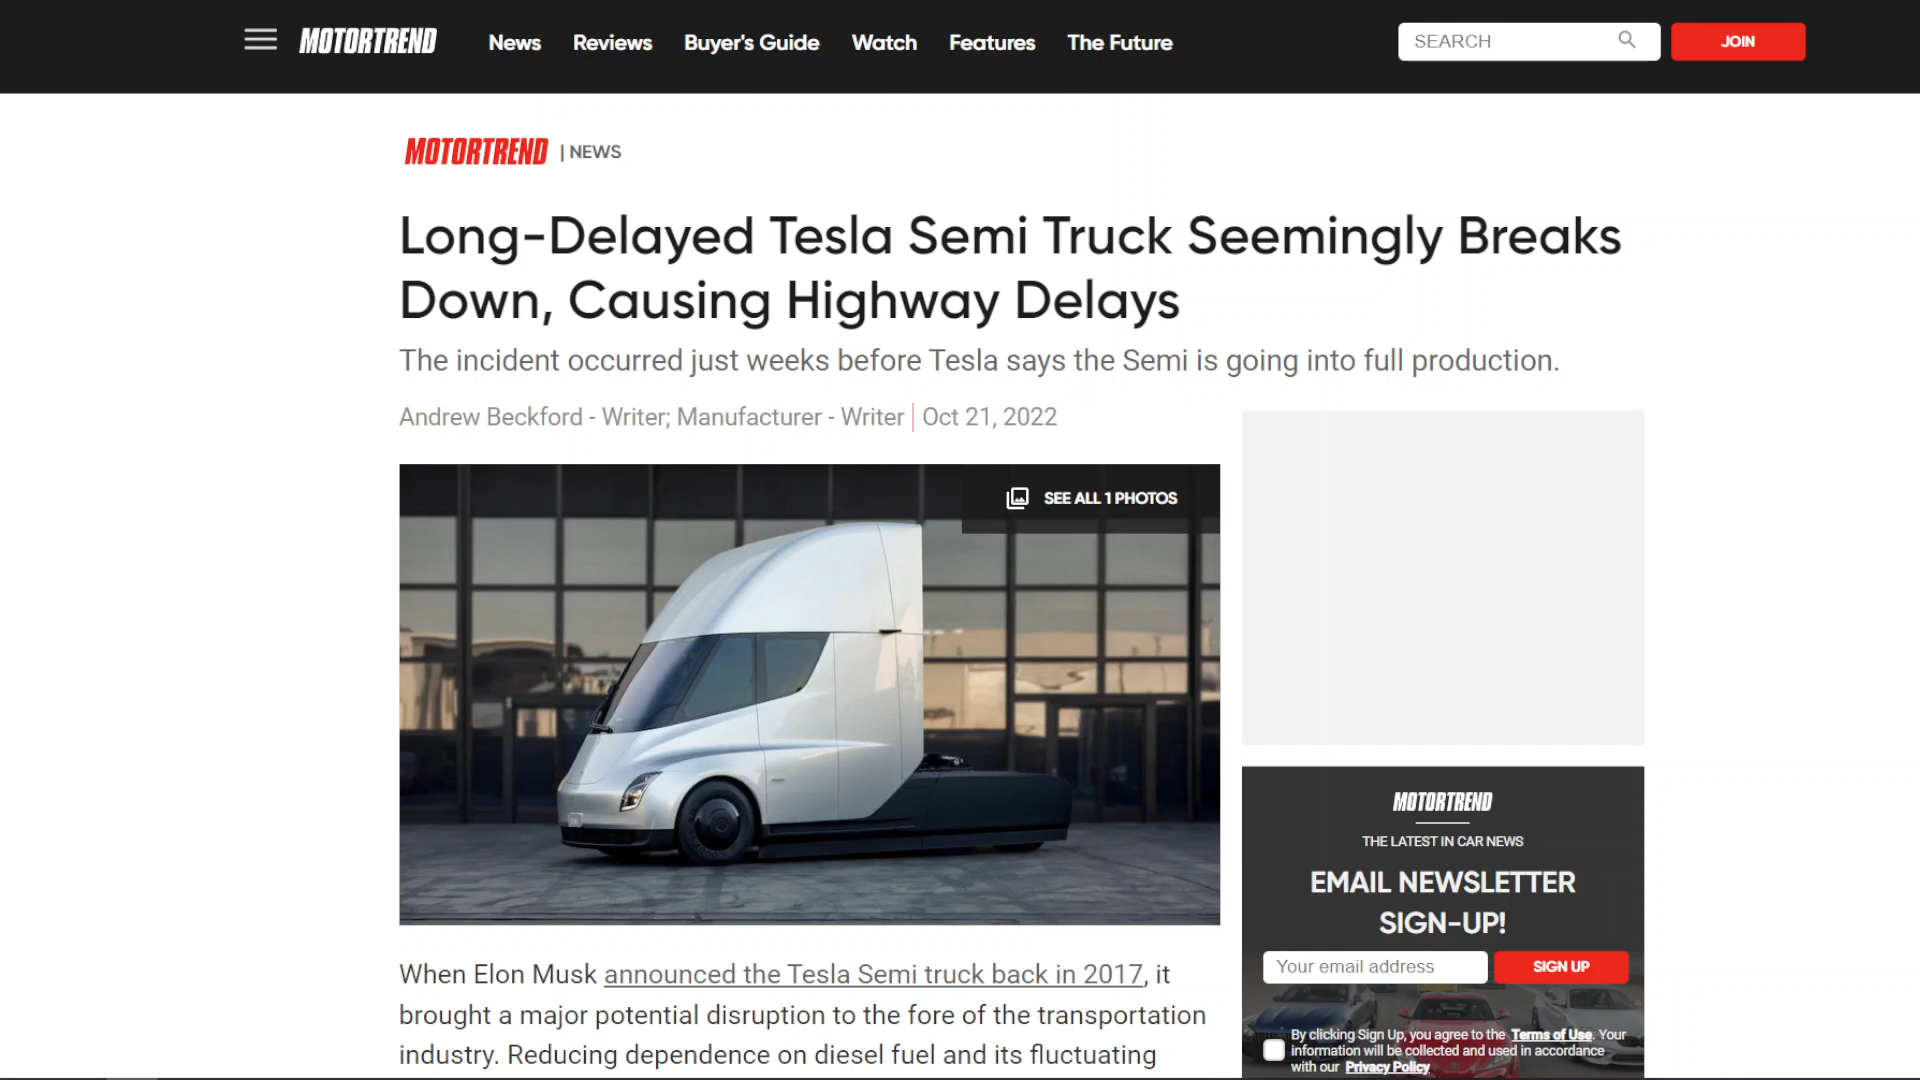 MOTORTREND
News
Reviews
Buyer's Guide
Watch
Features
The Future
SEARCH
JOIN
MOTORTREND | NEWS
Long-Delayed Tesla Semi Truck Seemingly Breaks
Down, Causing Highway Delays
The incident occurred just weeks before Tesla says the Semi is going into full production.
Andrew Beckford - Writer; Manufacturer - Writer | Oct 21, 2022
SEE ALL 1 PHOTOS
When Elon Musk announced the Tesla Semi truck back in 2017, it
brought a major potential disruption to the fore of the transportation
industry. Reducing dependence on diesel fuel and its fluctuating
MOTORTREND
THE LATEST IN CAR NEWS
EMAIL NEWSLETTER
SIGN-UP!
Your email address
SIGN UP
By clicking Sign Up, you agree to the Terms of Use. Your
information will be collected and used in accordance
with our Privacy Policy